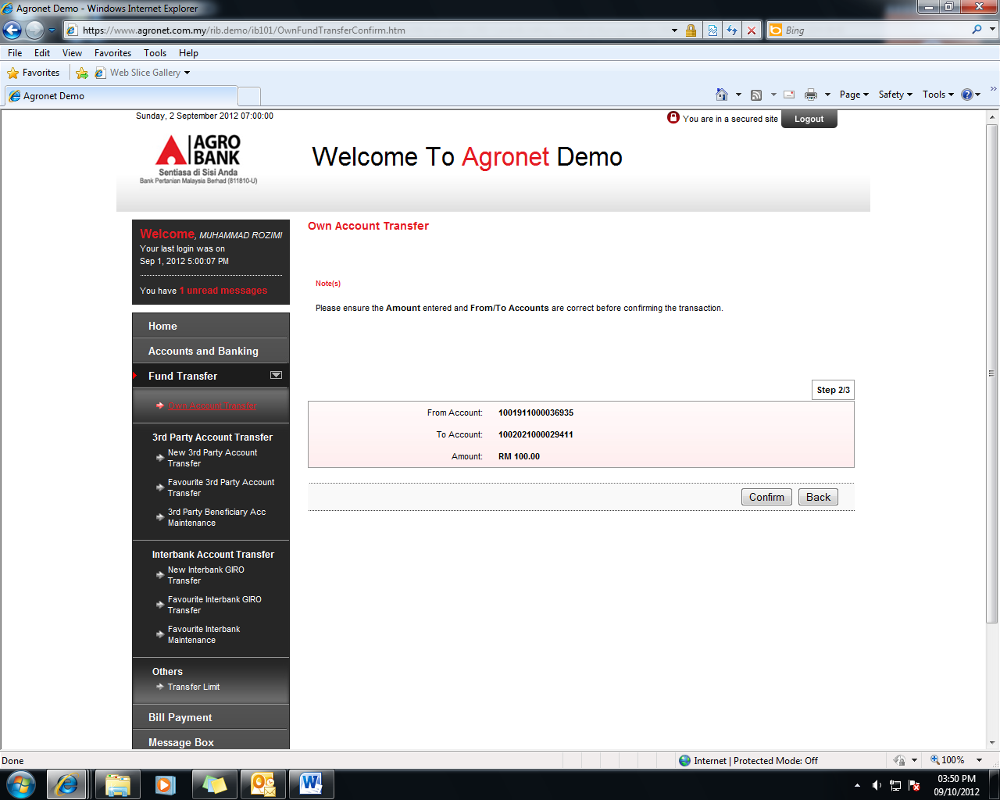 Agronet Demo - Windows Internet Explorer
https://www.agronet.com.my/rib.demo/ib101/OwnFundTransferConfirm.htm
Bing
File Edit View Favorites Tools Help
Favorites Web Slice Gallery
Agronet Demo
Page Safety Tools
Sunday, 2 September 2012 07:00:00
You are in a secured site Logout
AGRO
BANK
Sentiasa di Sisi Anda
Bank Pertanian Malaysia Berhad (811810-U)
Welcome To Agronet Demo
Welcome, MUHAMMAD ROZIMI
Your last login was on
Sep 1, 2012 5:00:07 PM
You have 1 unread messages
Home
Accounts and Banking
Fund Transfer
Own Account Transfer
3rd Party Account Transfer
New 3rd Party Account
Transfer
Favourite 3rd Party Account
Transfer
3rd Party Beneficiary Acc
Maintenance
Interbank Account Transfer
New Interbank GIRO
Transfer
Favourite Interbank GIRO
Transfer
Favourite Interbank
Maintenance
Others
Transfer Limit
Bill Payment
Message Box
Own Account Transfer
Note(s)
Please ensure the Amount entered and From/To Accounts are correct before confirming the transaction.
Step 2/3
From Account: 1001911000036935
To Account: 1002021000029411
Amount: RM 100.00
Confirm Back
Done
Internet | Protected Mode: Off
100%
03:50 PM
09/10/2012